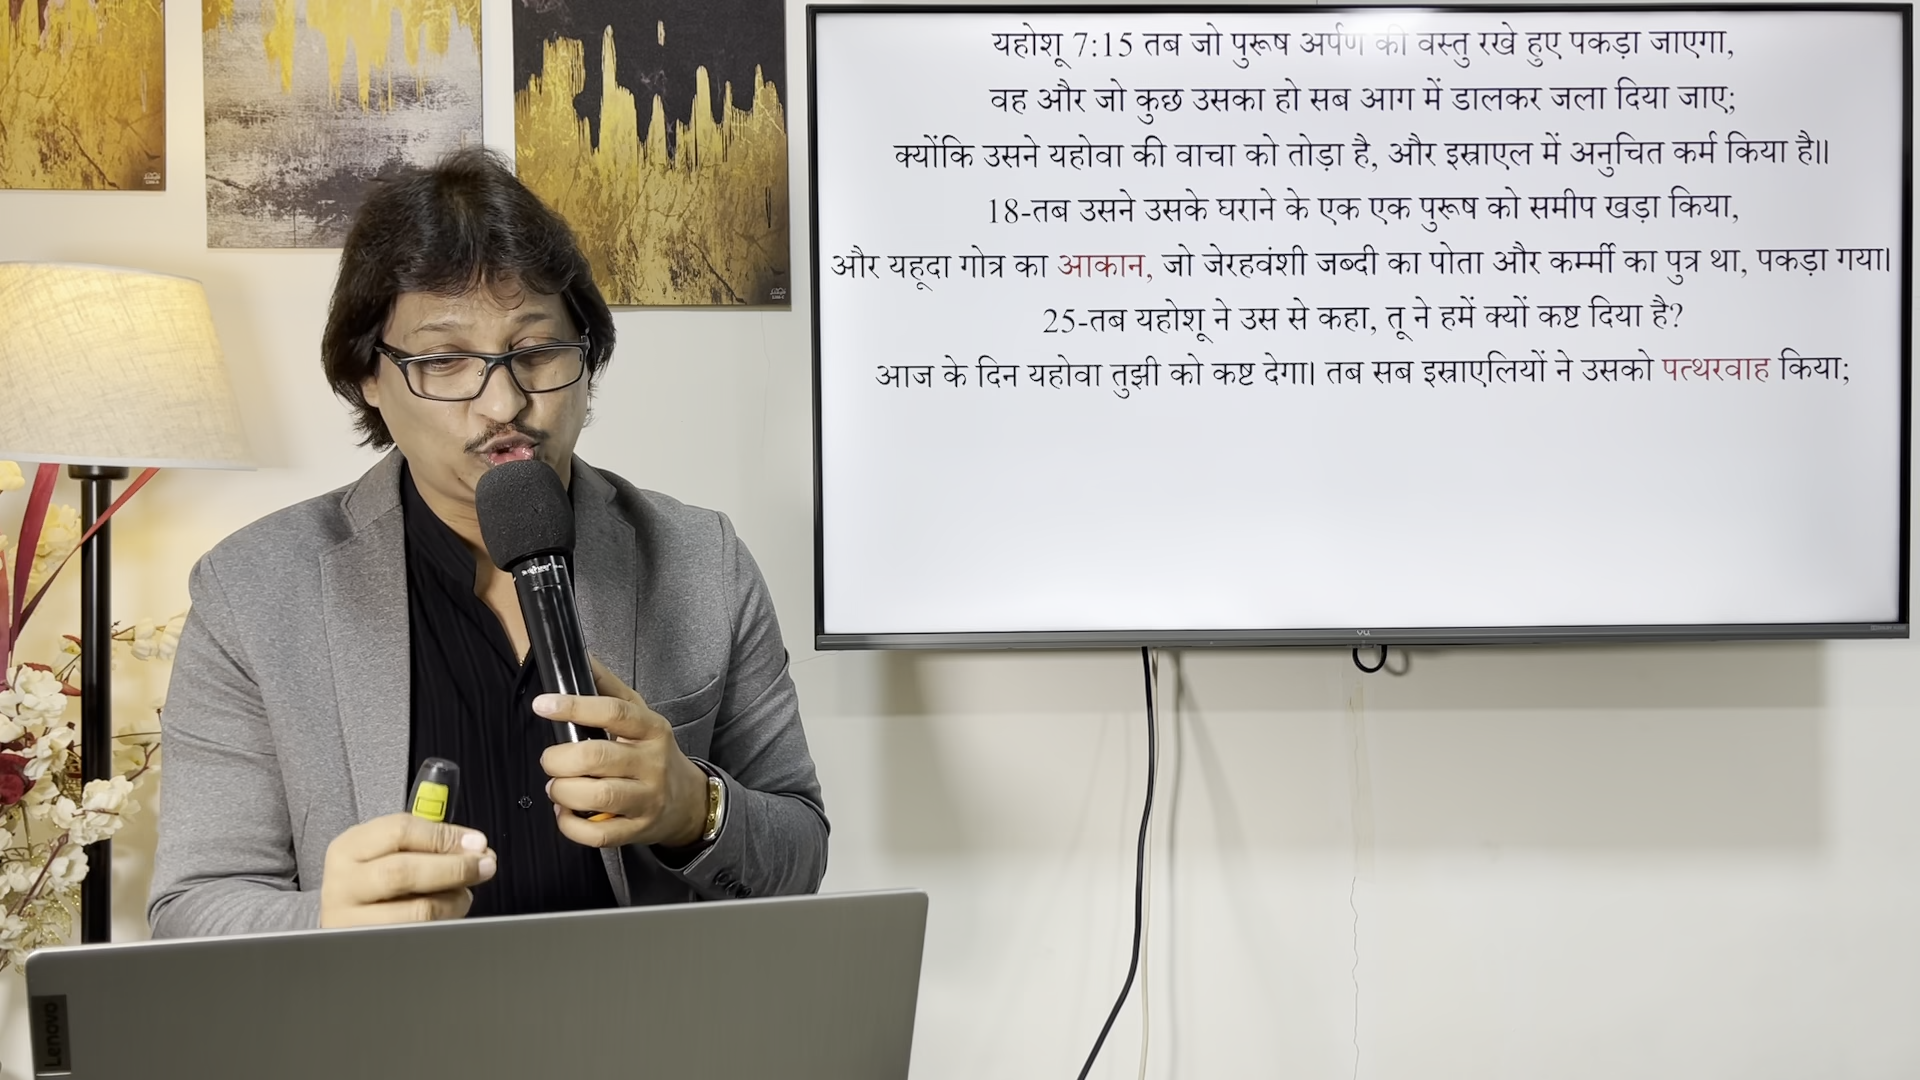 यहोशू 7:15 तब जो पुरूष अर्पण की वस्तु रखे हुए पकड़ा जाएगा,
वह और जो कुछ उसका हो सब आग में डालकर जला दिया जाए;
क्योंकि उसने यहोवा की वाचा को तोड़ा है, और इस्राएल में अनुचित कर्म किया है॥
18-तब उसने उसके घराने के एक एक पुरूष को समीप खड़ा किया,
और यहूदा गोत्र का आकान, जो जेरहवंशी जब्दी का पोता और कर्म्मी का पुत्र था, पकड़ा गया।
25-तब यहोशू ने उस से कहा, तू ने हमें क्यों कष्ट दिया है?
आज के दिन यहोवा तुझी को कष्ट देगा। तब सब इस्राएलियों ने उसको पत्थरवाह किया;
vu
Lenovo